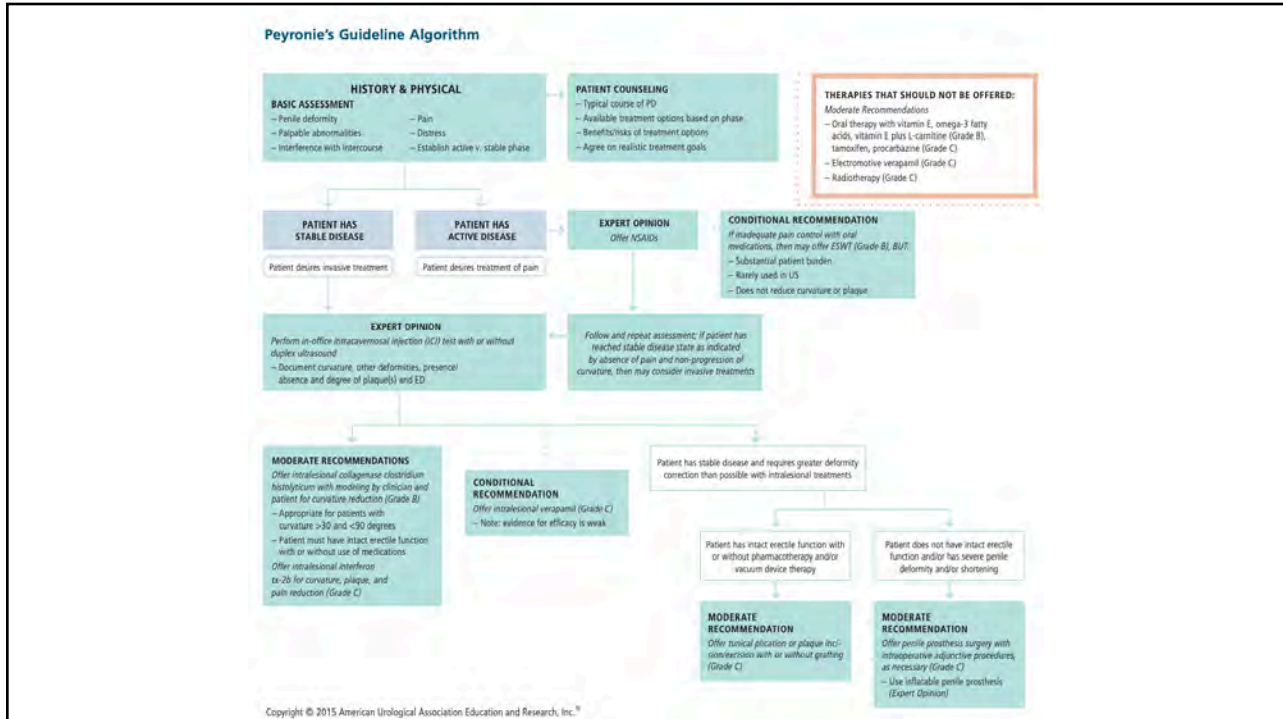 Peyronie's Guideline Algorithm
HISTORY & PHYSICAL
BASIC ASSESSMENT
– Penile deformity
– Palpable abnormalities
– Interference with intercourse
– Pain
– Distress
– Establish active v. stable phase
PATIENT COUNSELING
– Typical course of PD
– Available treatment options based on phase
– Benefits/risks of treatment options
– Agree on realistic treatment goals
THERAPIES THAT SHOULD NOT BE OFFERED:
Moderate Recommendations
– Oral therapy with vitamin E, omega-3 fatty
acids, vitamin E plus L-carnitine (Grade B),
tamoxifen, procarbazine (Grade C)
– Electromotive verapamil (Grade C)
– Radiotherapy (Grade C)
PATIENT HAS
STABLE DISEASE
Patient desires invasive treatment
PATIENT HAS
ACTIVE DISEASE
Patient desires treatment of pain
EXPERT OPINION
Offer NSAIDs
CONDITIONAL RECOMMENDATION
If inadequate pain control with oral
medications, then may offer ESWT (Grade B), BUT:
– Substantial patient burden
– Rarely used in US
– Does not reduce curvature or plaque
EXPERT OPINION
Perform in-office intracavernosal injection (ICI) test with or without
duplex ultrasound
– Document curvature, other deformities, presence/
absence and degree of plaque(s) and ED
Follow and repeat assessment; if patient has
reached stable disease state as indicated
by absence of pain and non-progression of
curvature, then may consider invasive treatments
MODERATE RECOMMENDATIONS
Offer intralesional collagenase clostridium
histolyticum with modeling by clinician and
patient for curvature reduction (Grade B)
– Appropriate for patients with
curvature >30 and <90 degrees
– Patient must have intact erectile function
with or without use of medications
Offer intralesional interferon
tx-2b for curvature, plaque, and
pain reduction (Grade C)
CONDITIONAL
RECOMMENDATION
Offer intralesional verapamil (Grade C)
– Note: evidence for efficacy is weak
Patient has stable disease and requires greater deformity
correction than possible with intralesional treatments
Patient has intact erectile function with
or without pharmacotherapy and/or
vacuum device therapy
Patient does not have intact erectile
function and/or has severe penile
deformity and/or shortening
MODERATE
RECOMMENDATION
Offer tunical plication or plaque inci-
sion/excision with or without grafting
(Grade C)
MODERATE
RECOMMENDATION
Offer penile prosthesis surgery with
intraoperative adjunctive procedures,
as necessary (Grade C)
– Use inflatable penile prosthesis
(Expert Opinion)
Copyright © 2015 American Urological Association Education and Research, Inc.®